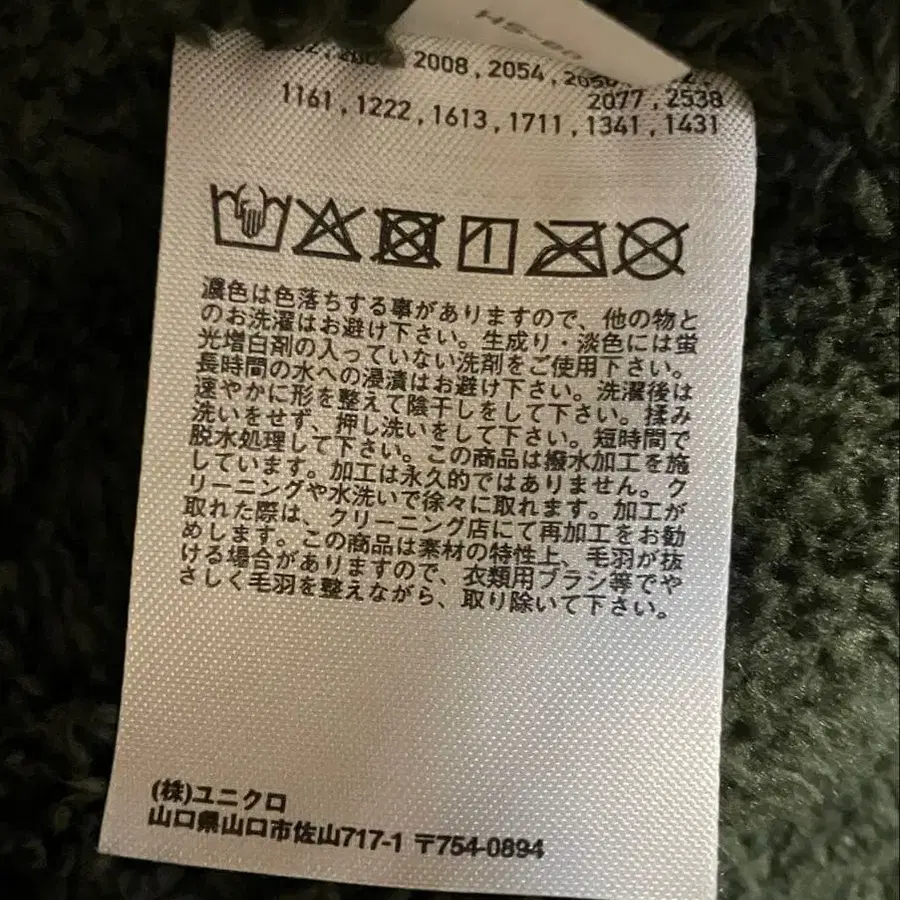 2008 , 2054 ,
2077 , 2538
1161 , 1222 , 1613 , 1711 , 1341 , 1431
濃色は色落ちする事がありますので、他の物と
のお洗濯はお避け下さい。生成り・淡色には蛍
光増白剤の入っていない洗剤をご使用下さい。
長時間の水への浸漬はお避け下さい。洗濯後は
速やかに形を整えて陰干しをして下さい。揉み
洗いをせず、押し洗いをして下さい。短時間で
脱水処理して下さい。この商品は撥水加工を施
しています。加工は永久的ではありません。ク
リーニングや水洗いで徐々に取れます。加工が
取れた際は、クリーニング店にて再加工をお勧
めします。この商品は素材の特性上、毛羽が抜
ける場合がありますので、衣類用ブラシ等でや
さしく毛羽を整えながら、取り除いて下さい。
(株)ユニクロ
山口県山口市佐山717-1 〒754-0894